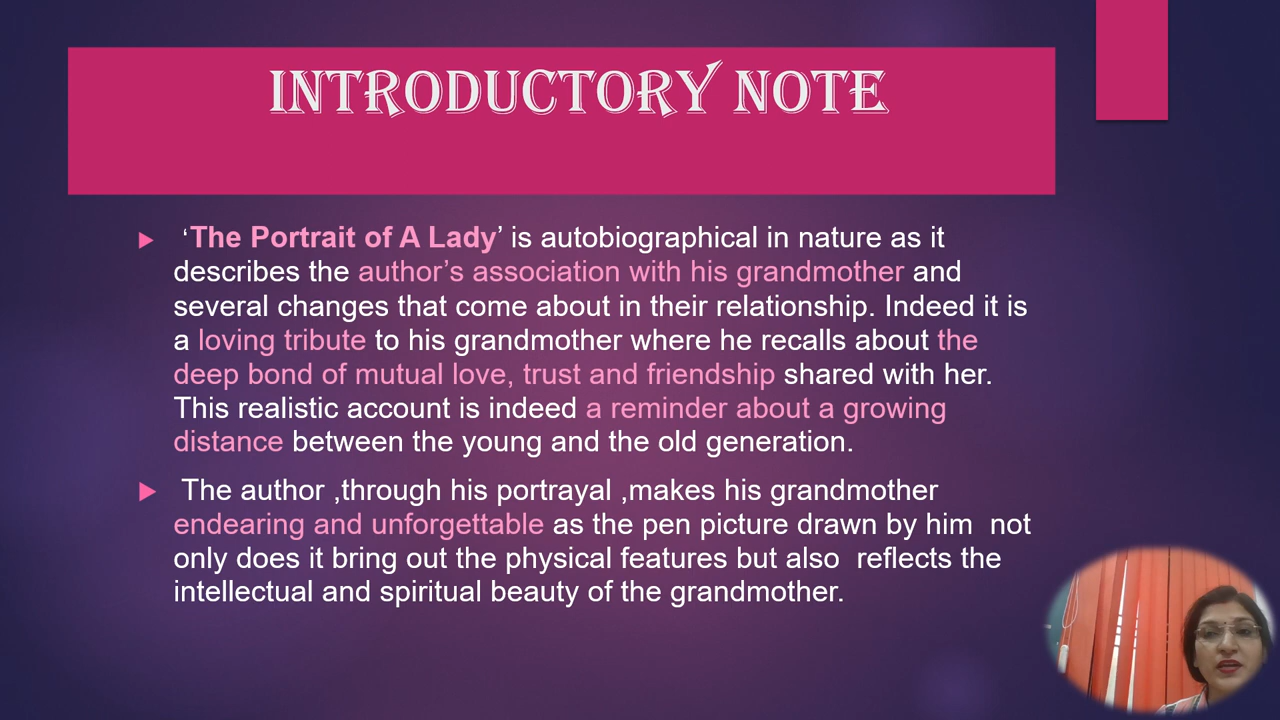 INTRODUCTORY NOTE
‘The Portrait of A Lady’ is autobiographical in nature as it
describes the author’s association with his grandmother and
several changes that come about in their relationship. Indeed it is
a loving tribute to his grandmother where he recalls about the
deep bond of mutual love, trust and friendship shared with her.
This realistic account is indeed a reminder about a growing
distance between the young and the old generation.
The author ,through his portrayal ,makes his grandmother
endearing and unforgettable as the pen picture drawn by him  not
only does it bring out the physical features but also  reflects the
intellectual and spiritual beauty of the grandmother.